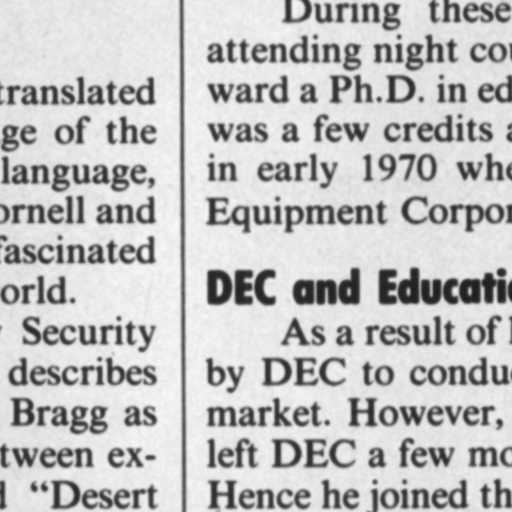 translated
ge of the
language,
ornell and
fascinated
orld.
Security
describes
Bragg as
tween ex-
"Desert
During these
attending night cou
ward a Ph.D. in ed
was a few credits a
in early 1970 whe
Equipment Corpor
DEC and Educatio
As a result of
by DEC to conduc
market. However,
left DEC a few mo
Hence he joined th